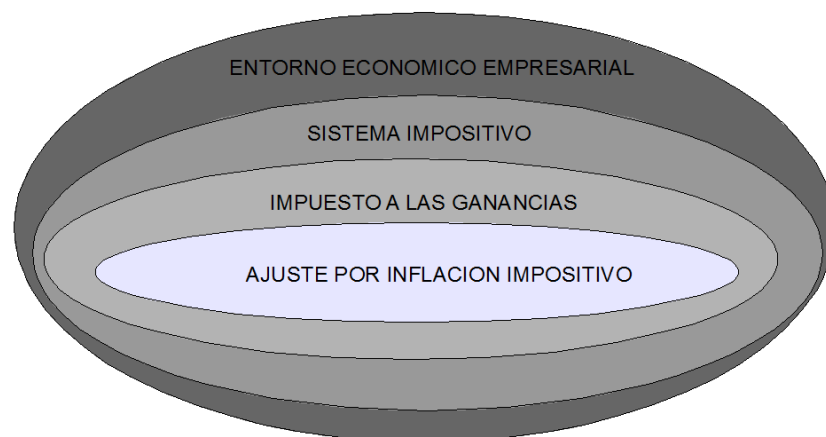 ENTORNO ECONOMICO EMPRESARIAL
SISTEMA IMPOSITIVO
IMPUESTO A LAS GANANCIAS
AJUSTE POR INFLACION IMPOSITIVO